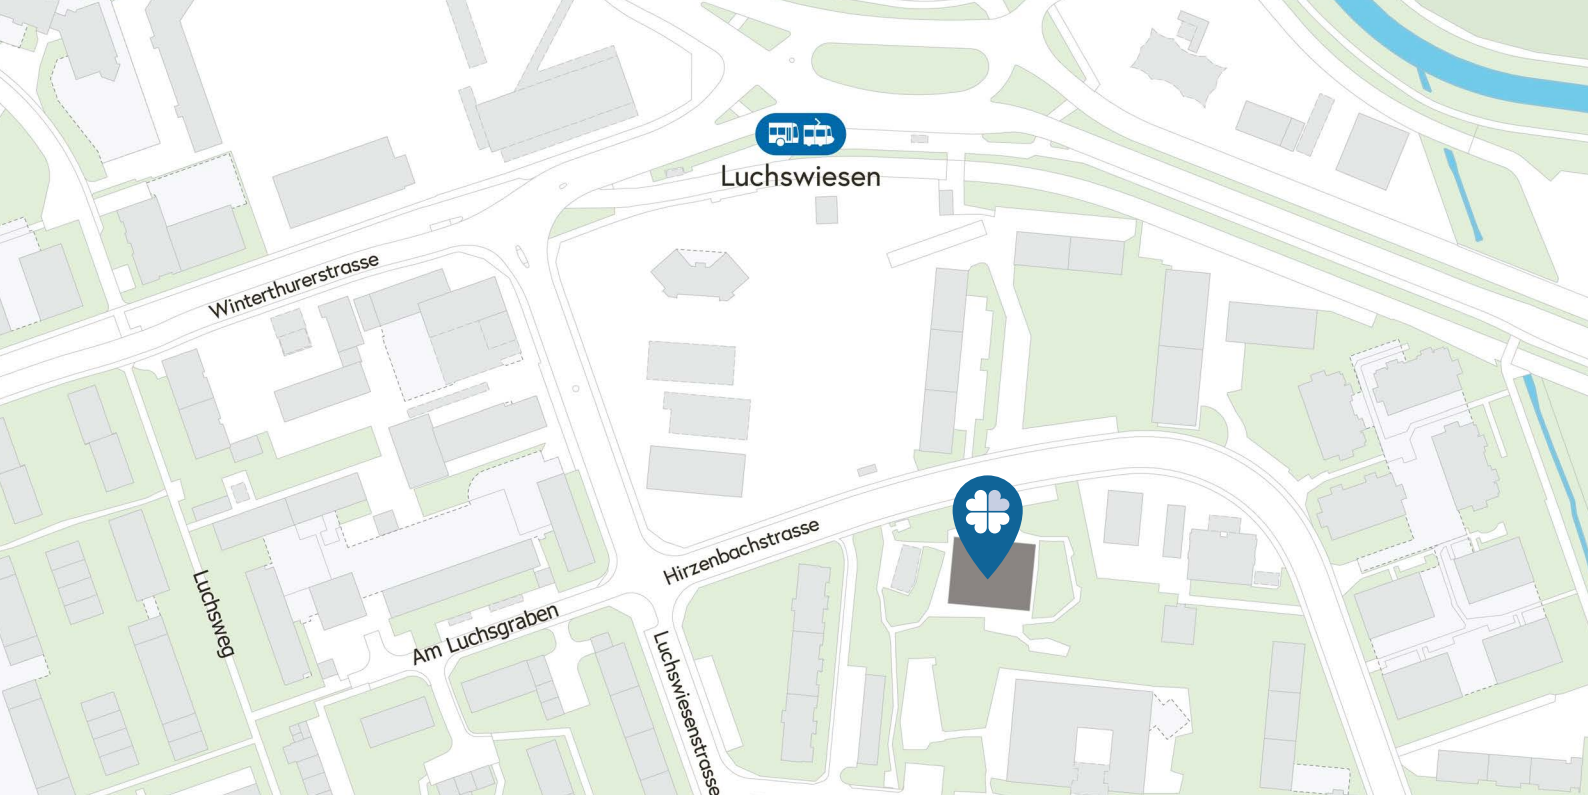 Luchswiesen
Winterthurerstrasse
Hirzenbachstrasse
Luchsweg
Am Luchsgraben
Luchswiesenstrasse